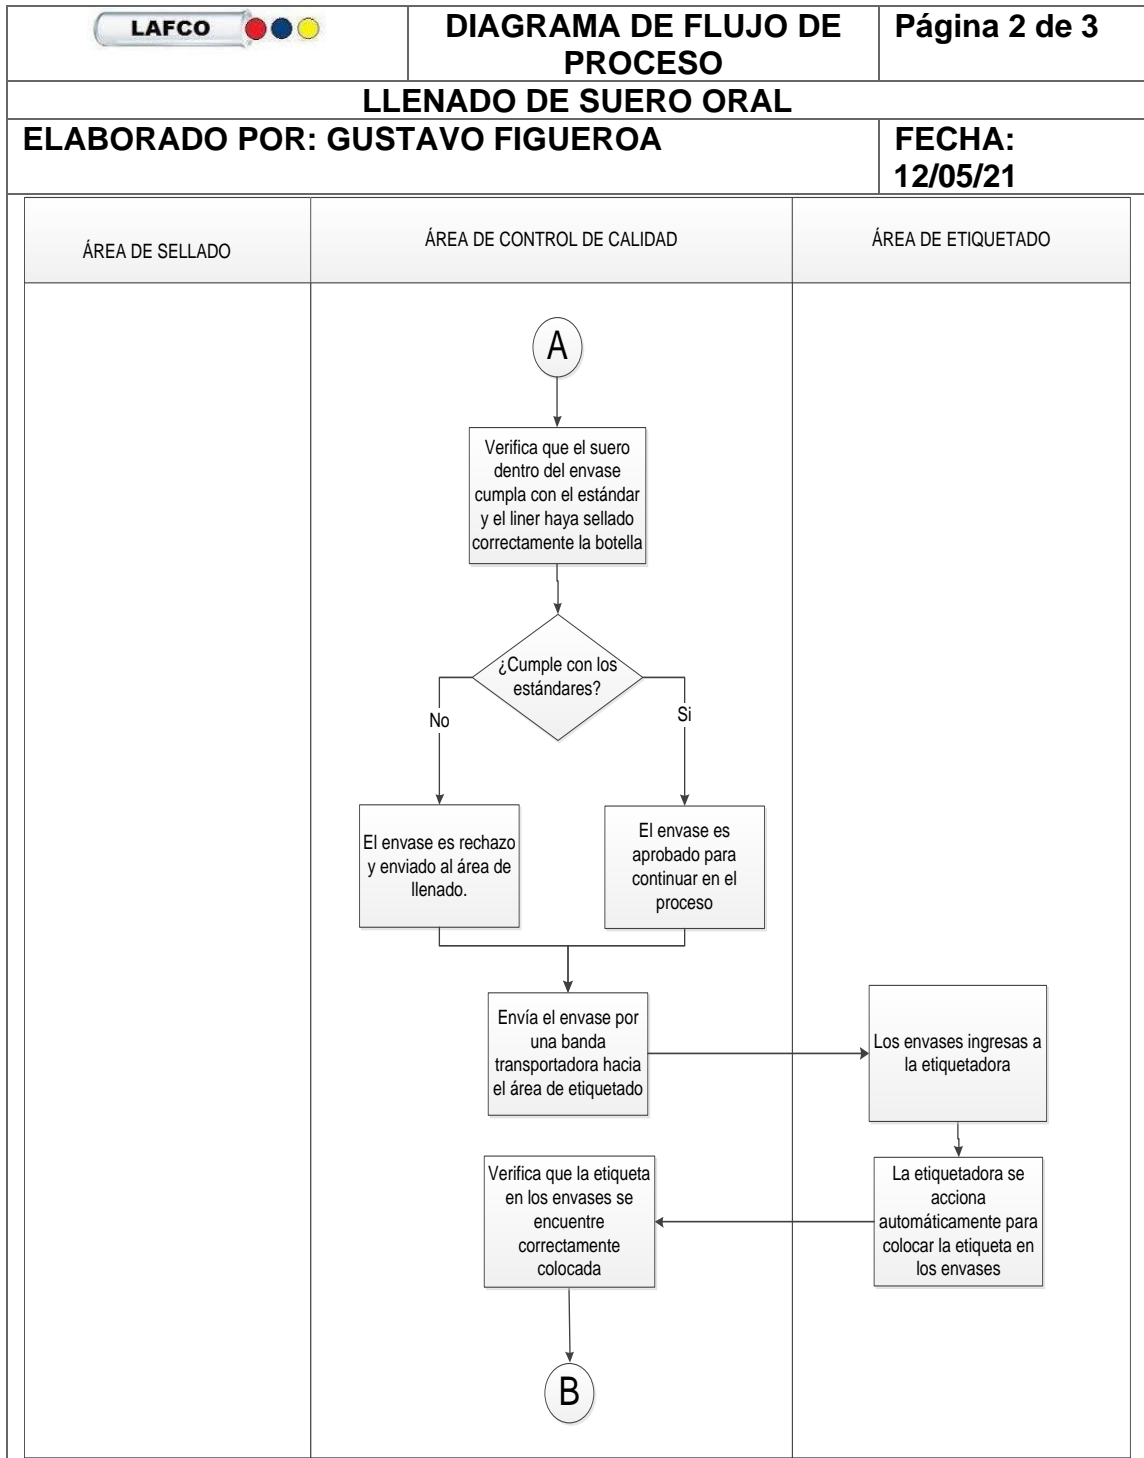 LAFCO
DIAGRAMA DE FLUJO DE
PROCESO
Página 2 de 3
LLENADO DE SUERO ORAL
ELABORADO POR: GUSTAVO FIGUEROA
FECHA:
12/05/21
ÁREA DE SELLADO
ÁREA DE CONTROL DE CALIDAD
ÁREA DE ETIQUETADO
A
Verifica que el suero
dentro del envase
cumpla con el estándar
y el liner haya sellado
correctamente la botella
¿Cumple con los
estándares?
No
Si
El envase es rechazo
y enviado al área de
llenado.
El envase es
aprobado para
continuar en el
proceso
Envía el envase por
una banda
transportadora hacia
el área de etiquetado
Los envases ingresas a
la etiquetadora
Verifica que la etiqueta
en los envases se
encuentre
correctamente
colocada
La etiquetadora se
acciona
automáticamente para
colocar la etiqueta en
los envases
B